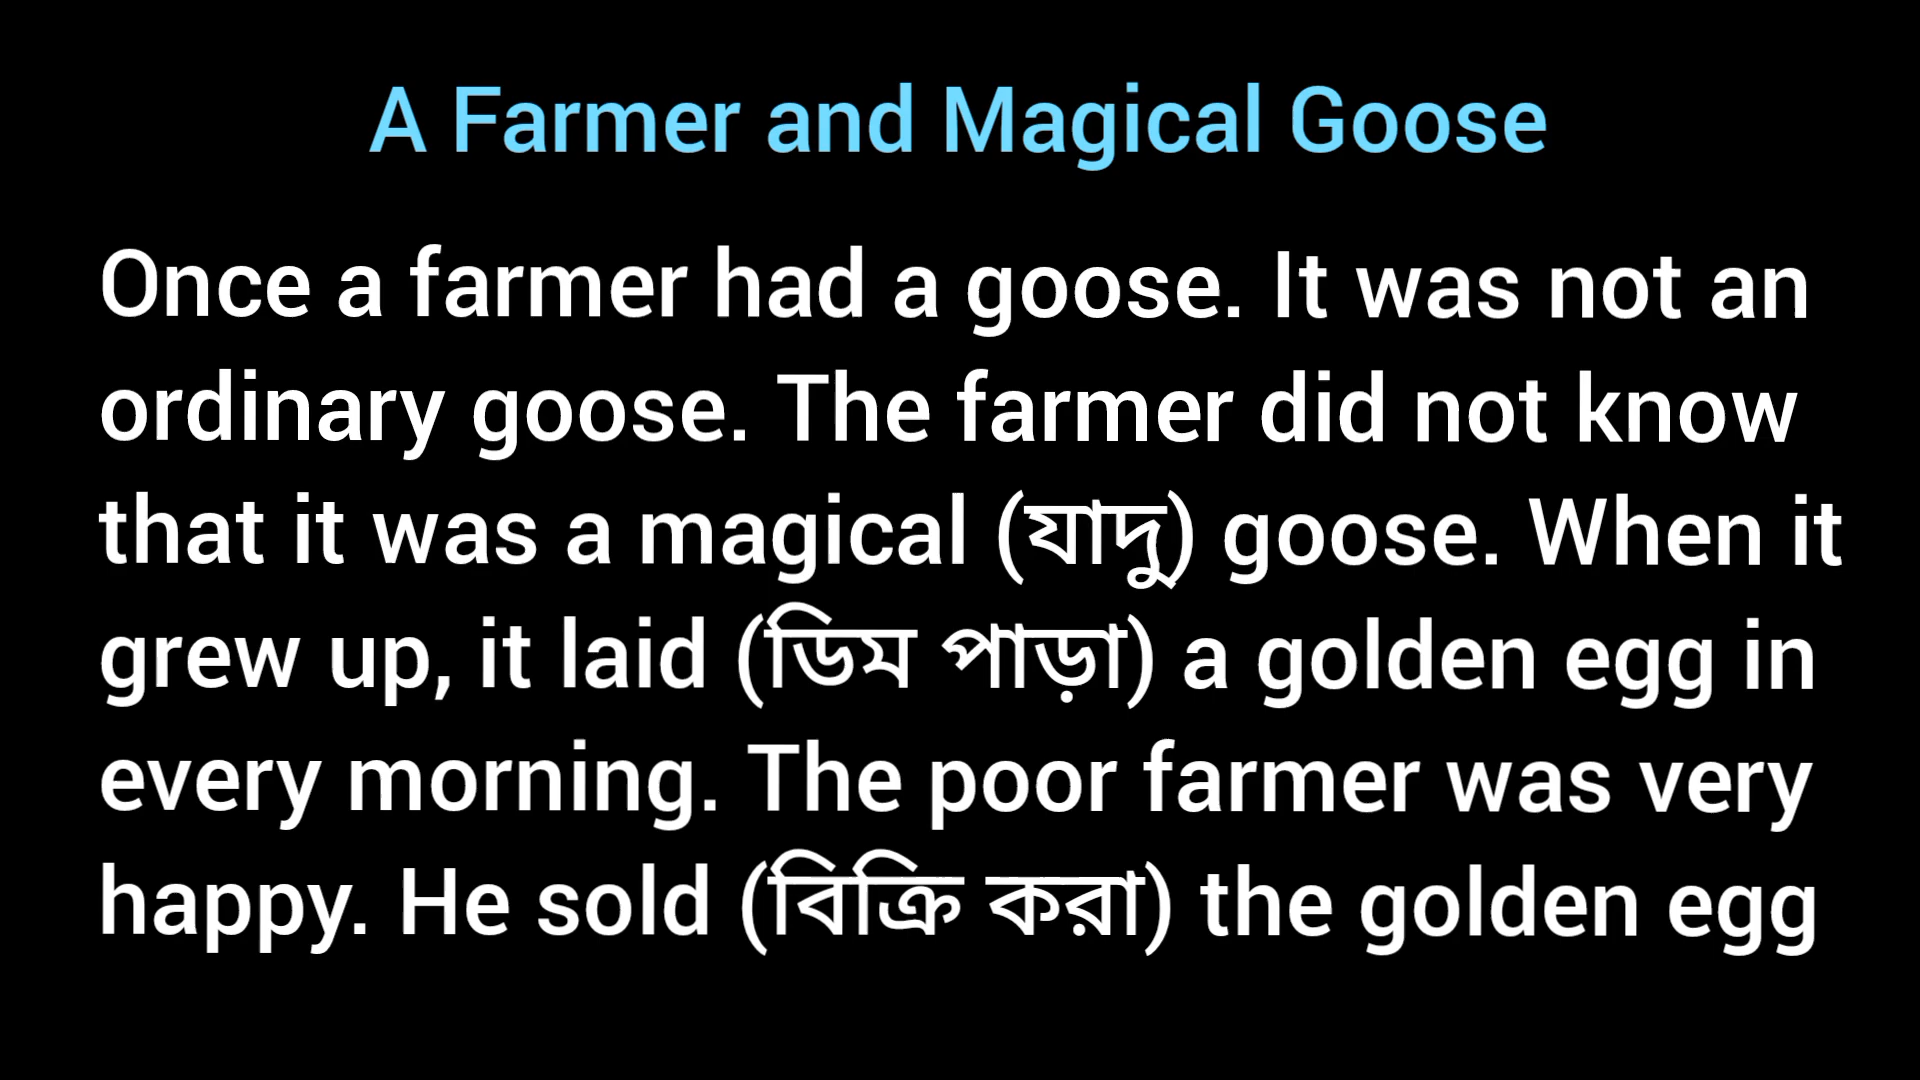 A Farmer and Magical Goose
Once a farmer had a goose. It was not an
ordinary goose. The farmer did not know
that it was a magical (যাদু) goose. When it
grew up, it laid (ডিম পাড়া) a golden egg in
every morning. The poor farmer was very
happy. He sold (বিক্রি করা) the golden egg